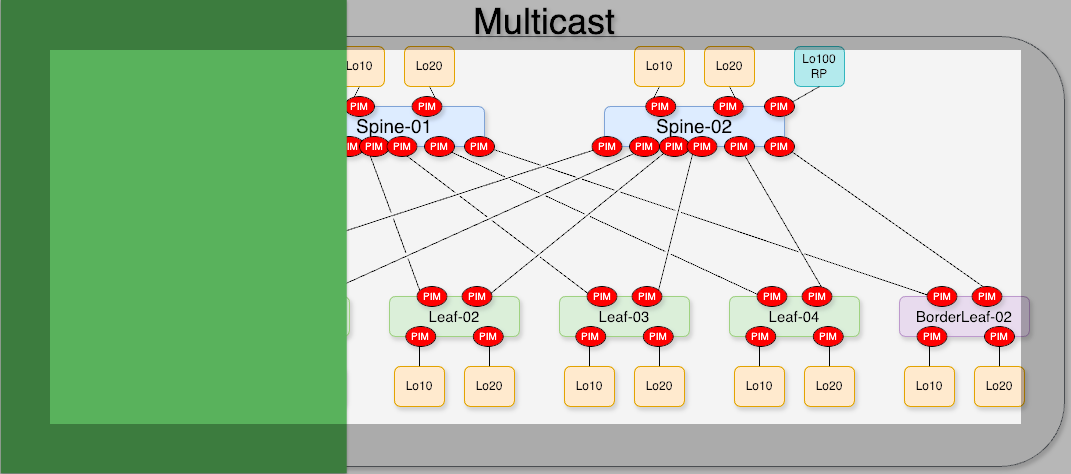 Multicast
Lo10 Lo20 Lo10 Lo20 Lo100
RP
PIM PIM PIM PIM PIM
Spine-01 Spine-02
PIM PIM PIM PIM PIM PIM PIM PIM PIM PIM
PIM PIM PIM PIM PIM PIM PIM PIM
Leaf-02 Leaf-03 Leaf-04 BorderLeaf-02
PIM PIM PIM PIM PIM PIM PIM PIM
Lo10 Lo20 Lo10 Lo20 Lo10 Lo20 Lo10 Lo20